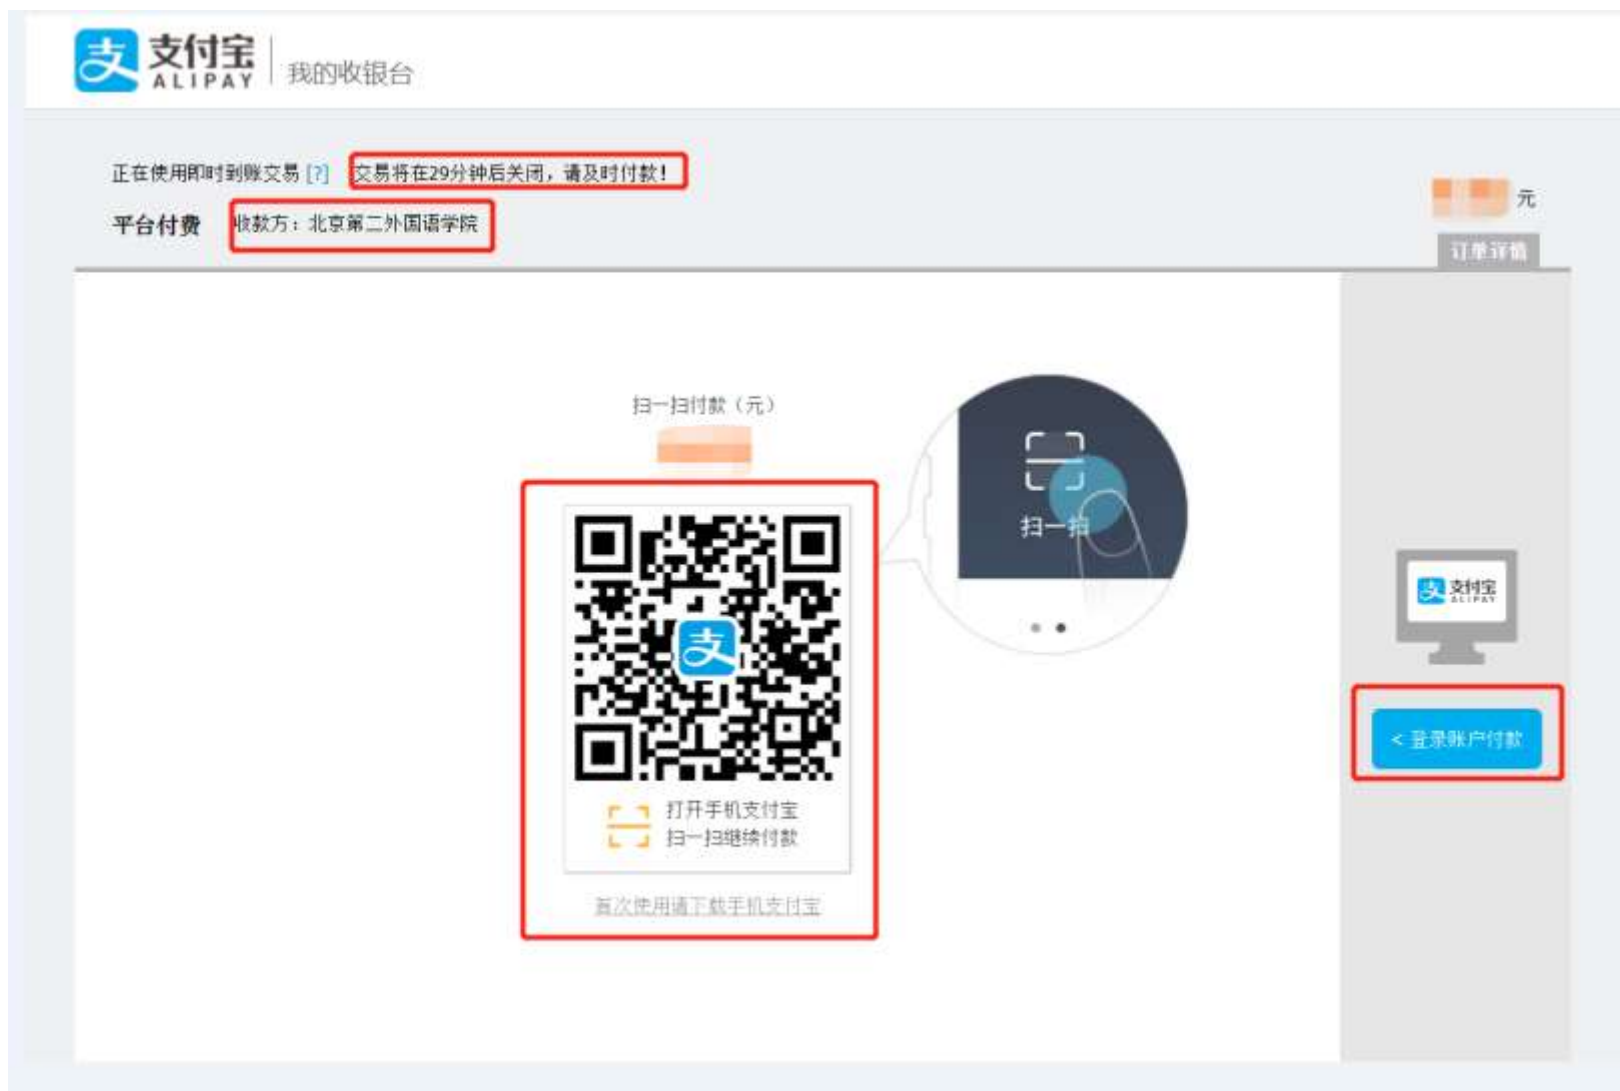 支付宝
ALIPAY
我的收银台
正在使用即时到账交易 [?] 交易将在29分钟后关闭，请及时付款！
平台付费 收款方：北京第二外国语学院
元
订单详情
扫一扫付款（元）
扫一扫
支
支付宝
ALIPAY
< 登录账户付款
打开手机支付宝
扫一扫继续付款
首次使用请下载手机支付宝